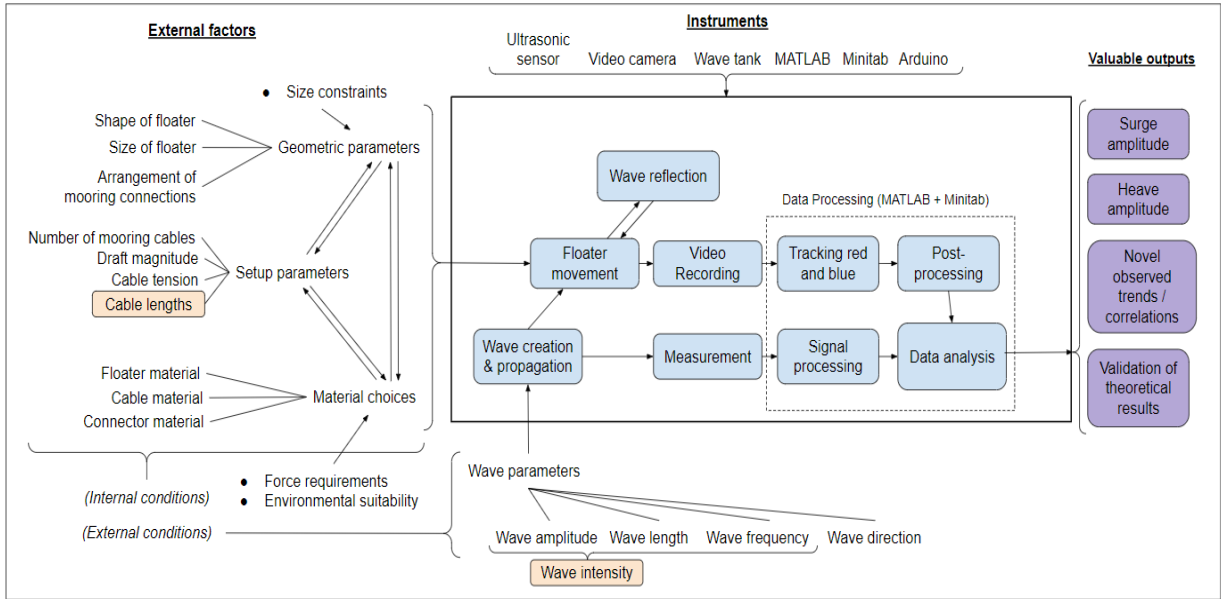 External factors
Instruments
Ultrasonic
sensor
Video camera
Wave tank
MATLAB
Minitab
Arduino
Valuable outputs
● Size constraints
Shape of floater
Size of floater
Arrangement of
mooring connections
Geometric parameters
Number of mooring cables
Draft magnitude
Cable tension
Cable lengths
Setup parameters
Floater material
Cable material
Connector material
Material choices
● Force requirements
● Environmental suitability
(Internal conditions)
(External conditions)
Wave reflection
Data Processing (MATLAB + Minitab)
Floater
movement
Video
Recording
Tracking red
and blue
Post-
processing
Wave creation
& propagation
Measurement
Signal
processing
Data analysis
Surge
amplitude
Heave
amplitude
Novel
observed
trends /
correlations
Validation of
theoretical
results
Wave parameters
Wave amplitude
Wave length
Wave frequency
Wave direction
Wave intensity